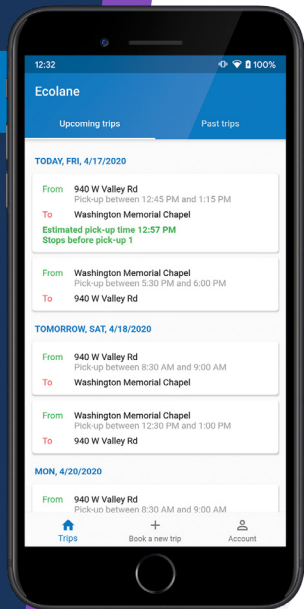 12:32 100%
Ecolane
Upcoming trips Past trips
TODAY, FRI, 4/17/2020
From 940 W Valley Rd
Pick-up between 12:45 PM and 1:15 PM
To Washington Memorial Chapel
Estimated pick-up time 12:57 PM
Stops before pick-up 1
From Washington Memorial Chapel
Pick-up between 5:30 PM and 6:00 PM
To 940 W Valley Rd
TOMORROW, SAT, 4/18/2020
From 940 W Valley Rd
Pick-up between 8:30 AM and 9:00 AM
To Washington Memorial Chapel
From Washington Memorial Chapel
Pick-up between 12:30 PM and 1:00 PM
To 940 W Valley Rd
MON, 4/20/2020
From 940 W Valley Rd
Pick-up between 8:30 AM and 9:00 AM
Trips Book a new trip Account